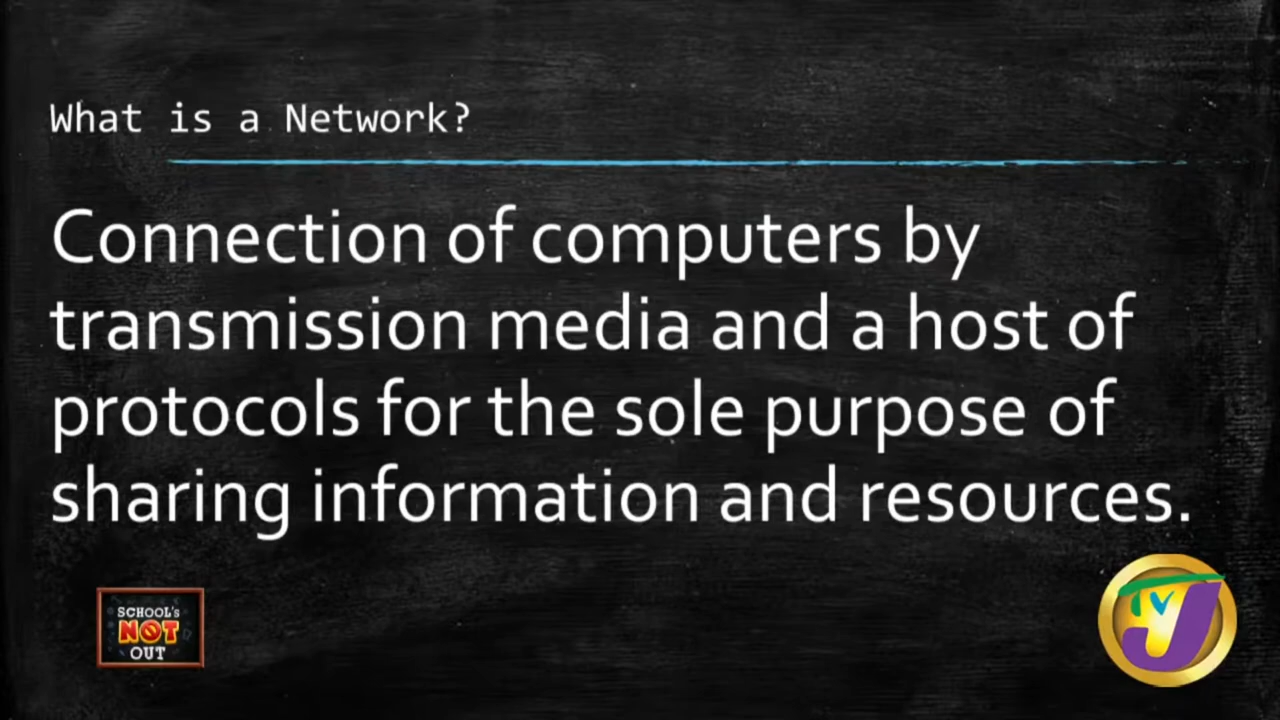 What is a Network?
Connection of computers by
transmission media and a host of
protocols for the sole purpose of
sharing information and resources.
SCHOOL's
NOT
OUT
TVJ